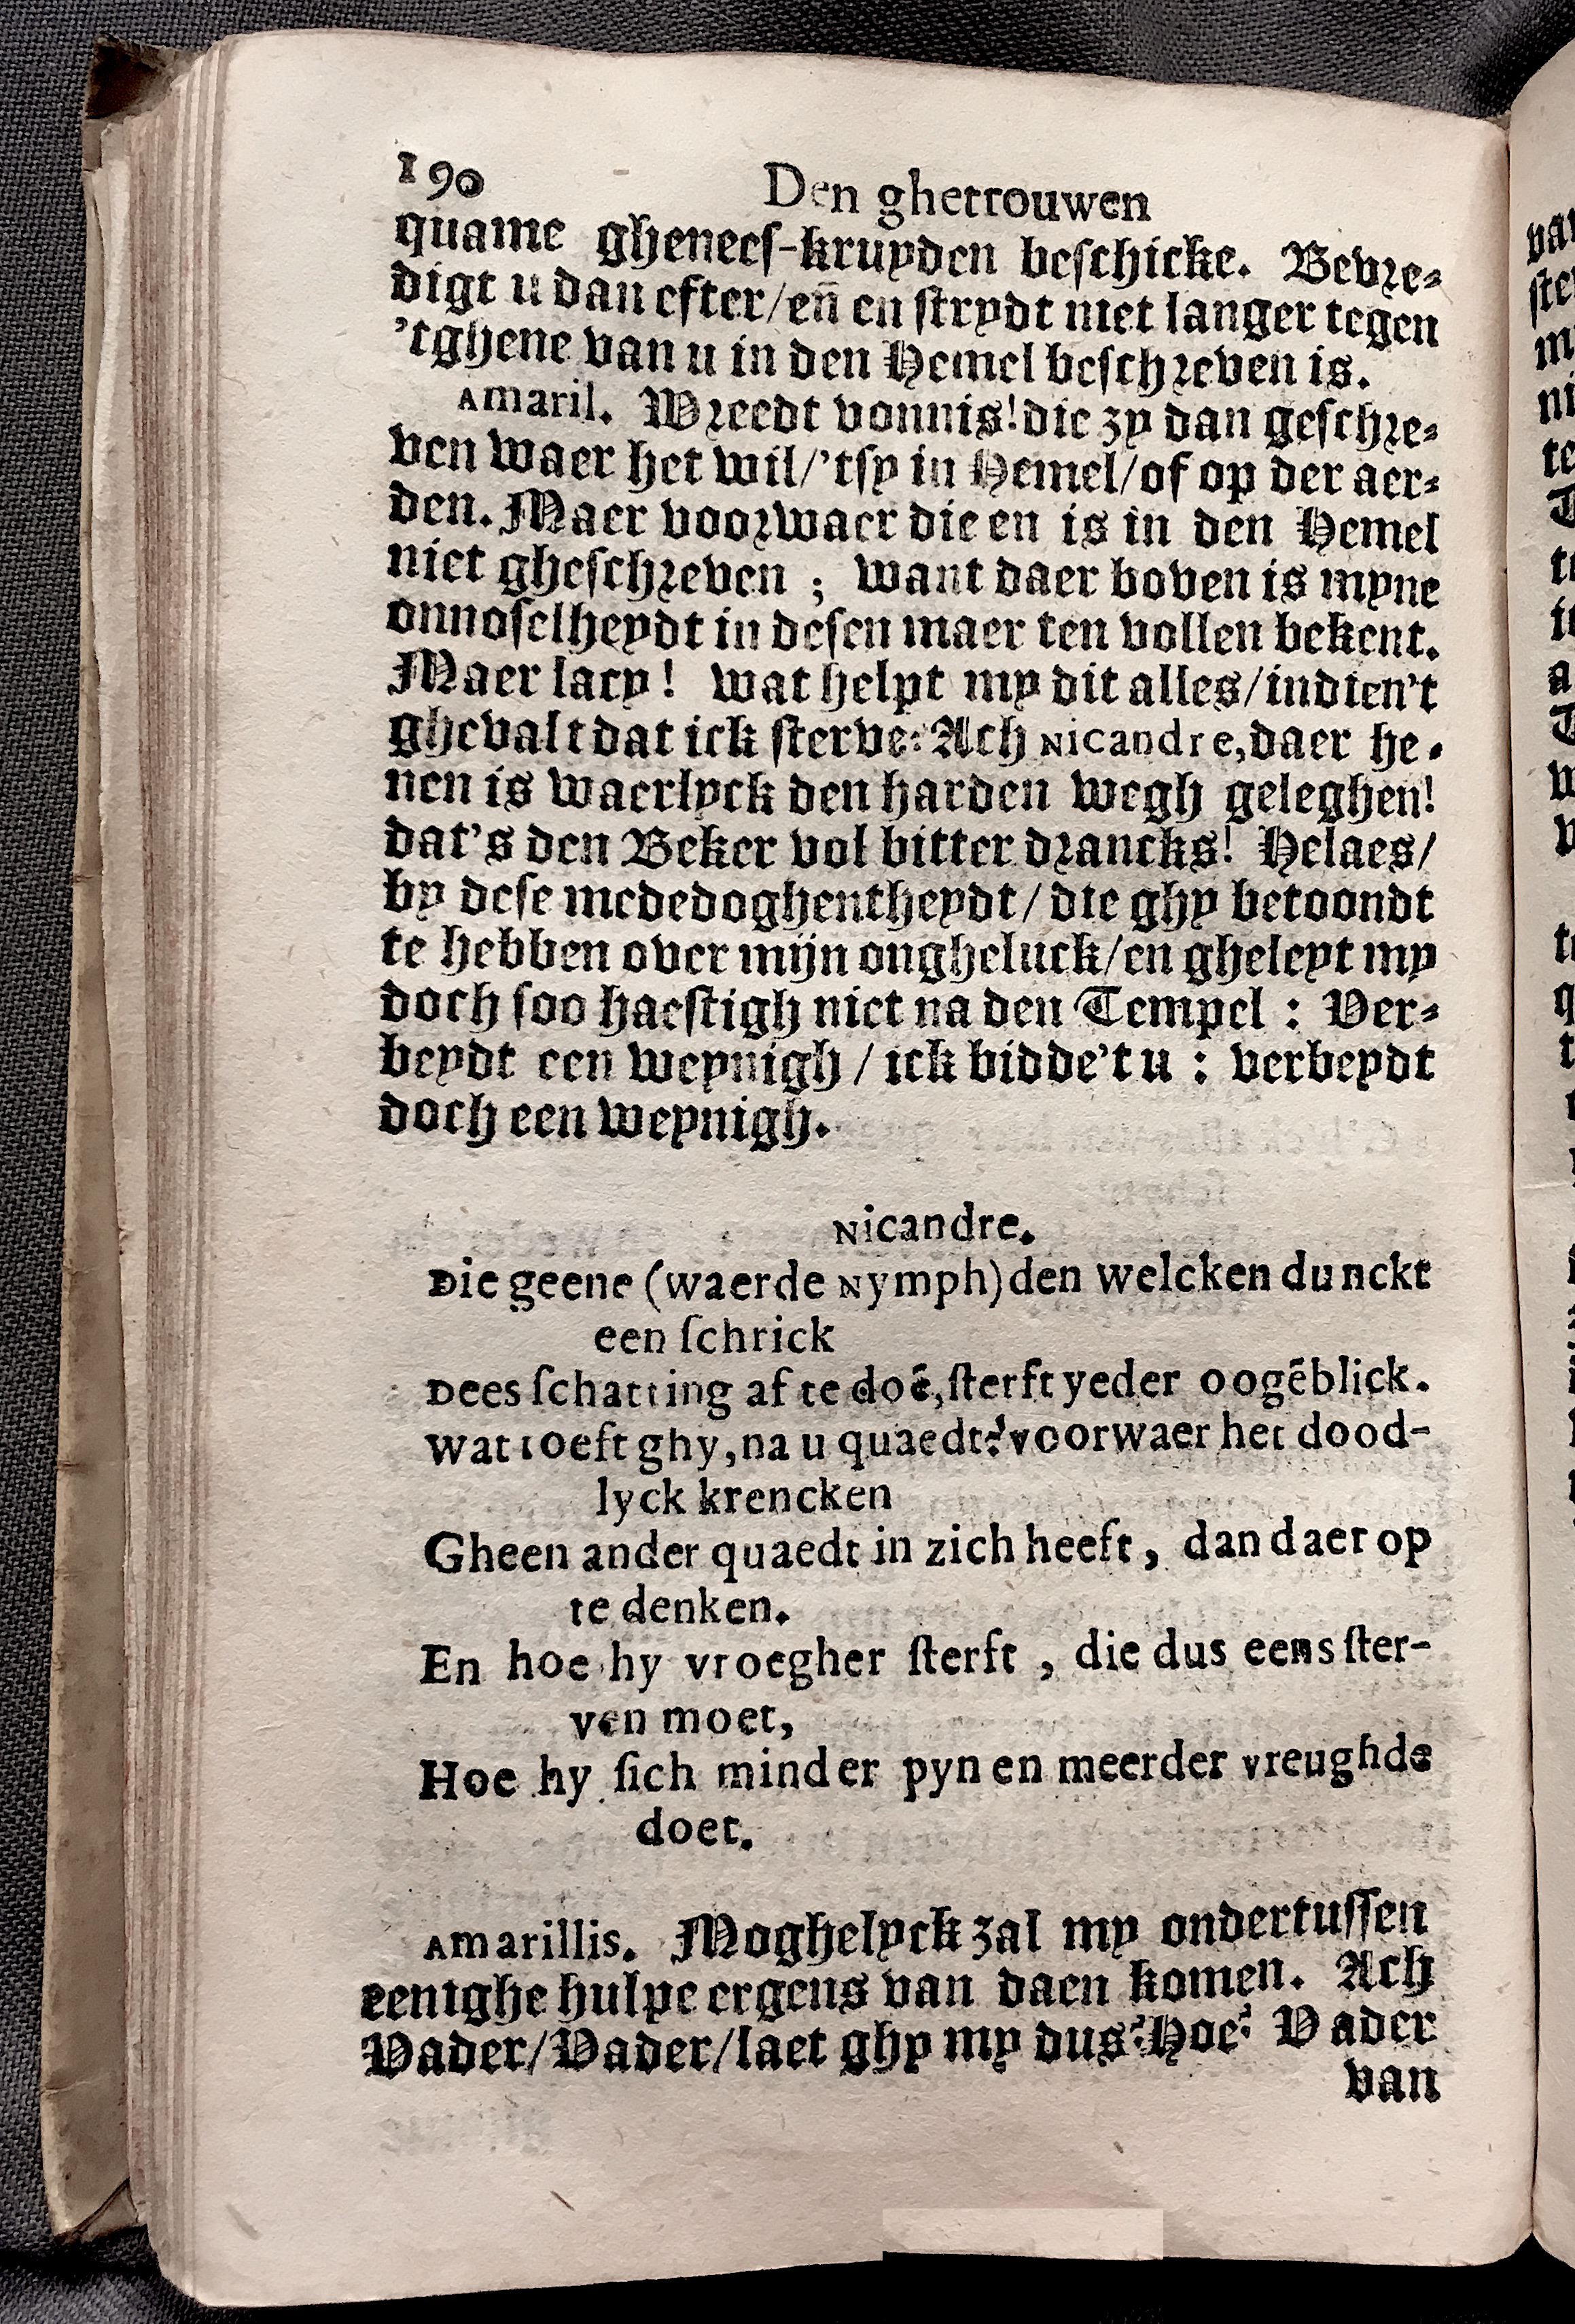 190 Den ghetrouwen
quame ghenees-kruyden beschicke. Bevre-
digt u dan efter/ en̄ en strydt niet langer tegen
'tghene van u in den Hemel beschreven is.
Amaril. Wreedt vonnis! die zy dan geschre-
ven waer het wil/ 'tsy in Hemel/ of op der aer-
den. Maer voorwaer die en is in den Hemel
niet gheschreven ; want daer boven is myne
onnoselheydt in desen maer ten vollen bekent.
Maer lacy! wat helpt my dit alles/ indien't
ghevalt dat ick sterve? Ach Nicandre, daer he-
nen is waerlyck den harden wegh geleghen!
dat's den Beker vol bitter drancks! Helaes/
by dese mededoghentheydt/ die ghy betoondt
te hebben over mijn ongheluck/ en gheleyt my
doch soo haestigh niet na den Tempel : Ver-
beydt een weynigh / ick bidde't u : verbeydt
doch een weynigh.
Nicandre.
Die geene (waerde Nymph) den welcken dunckt
een ſchrick
Dees ſchatting af te doē, ſterft yeder oogēblick.
Wat toeft ghy, na u quaedt? voorwaer het dood-
lyck krencken
Gheen ander quaedt in zich heeft, dan daer op
te denken.
En hoe hy vroegher ſterft , die dus eens ſter-
ven moet,
Hoe hy ſich minder pyn en meerder vreughde
doet.
Amarillis. Moghelyck zal my ondertussen
eenighe hulpe ergens van daen komen. Ach
Vader/ Vader/ laet ghy my dus? Hoe? Vader
van